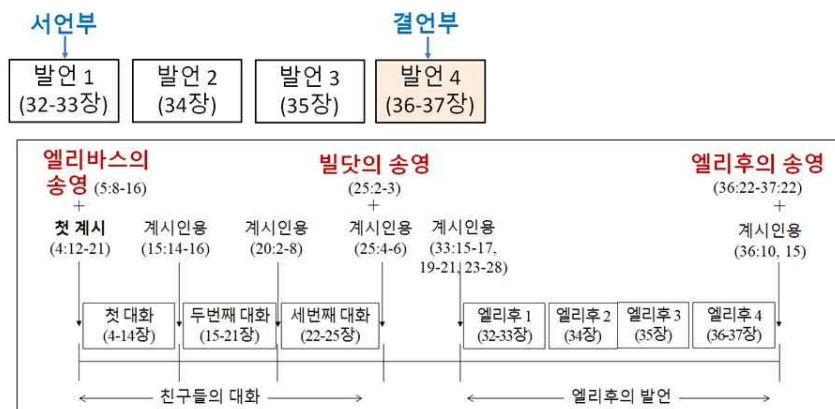 서언부
결언부
발언 1
(32-33장)
발언 2
(34장)
발언 3
(35장)
발언 4
(36-37장)
엘리바스의
송영 (5:8-16)
+
첫 계시
(4:12-21)
계시인용
(15:14-16)
계시인용
(20:2-8)
빌닷의 송영
(25:2-3)
+
계시인용
(25:4-6)
계시인용
(33:15-17,
19-21, 23-28)
엘리후의 송영
(36:22-37:22)
+
계시인용
(36:10, 15)
첫 대화
(4-14장)
두번째 대화
(15-21장)
세번째 대화
(22-25장)
엘리후 1
(32-33장)
엘리후 2
(34장)
엘리후 3
(35장)
엘리후 4
(36-37장)
친구들의 대화
엘리후의 발언